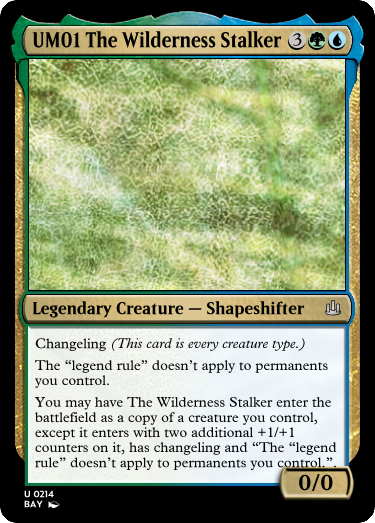 UM01 The Wilderness Stalker 3
Legendary Creature — Shapeshifter
Changeling (This card is every creature type.)
The “legend rule” doesn’t apply to permanents
you control.
You may have The Wilderness Stalker enter the
battlefield as a copy of a creature you control,
except it enters with two additional +1/+1
counters on it, has changeling and “The “legend
rule” doesn’t apply to permanents you control.”.
0/0
U 0214
BAY